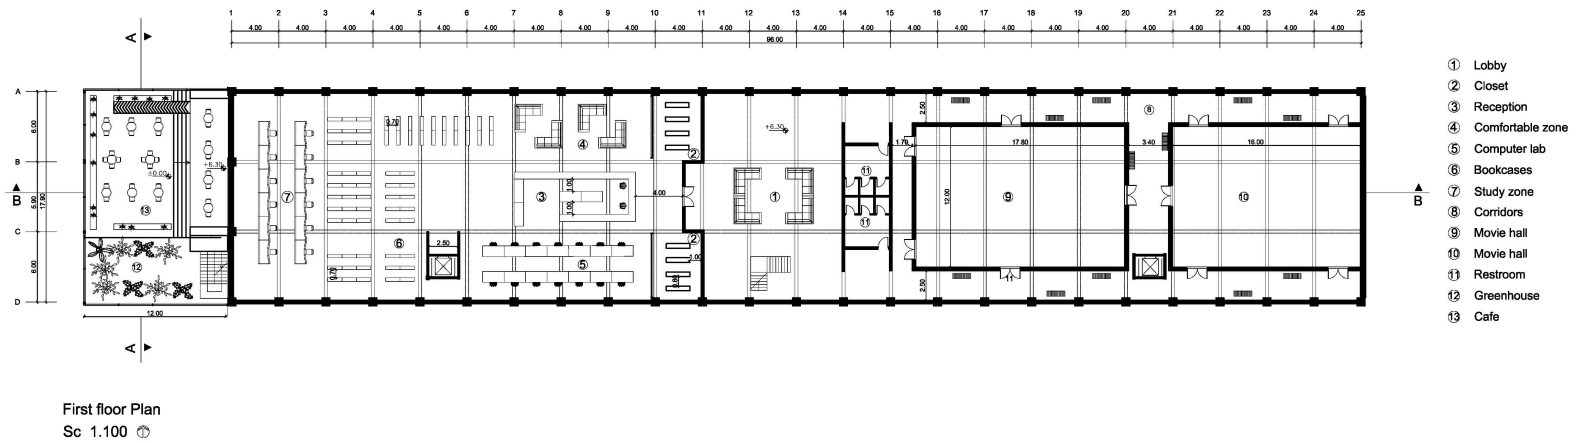 1 2 3 4 5 6 7 8 9 10 11 12 13 14 15 16 17 18 19 20 21 22 23 24 25
4.00 4.00 4.00 4.00 4.00 4.00 4.00 4.00 4.00 4.00 4.00 4.00 4.00 4.00 4.00 4.00 4.00 4.00 4.00 4.00 4.00 4.00 4.00 4.00
96.00
A
A
B
C
D
6.00
5.90
6.00
17.90
B
B
A
12.00
±0.00
+6.30
13
12
7
0.70
6
0.70
2.50
4
3
1.00
1.00
5
4.00
2
2
1.00
0.80
+6.30
1
11
11
1.79
2.50
2.50
17.80
12.00
9
8
3.40
16.00
10
1 Lobby
2 Closet
3 Reception
4 Comfortable zone
5 Computer lab
6 Bookcases
7 Study zone
8 Corridors
9 Movie hall
10 Movie hall
11 Restroom
12 Greenhouse
13 Cafe
First floor Plan
Sc 1.100